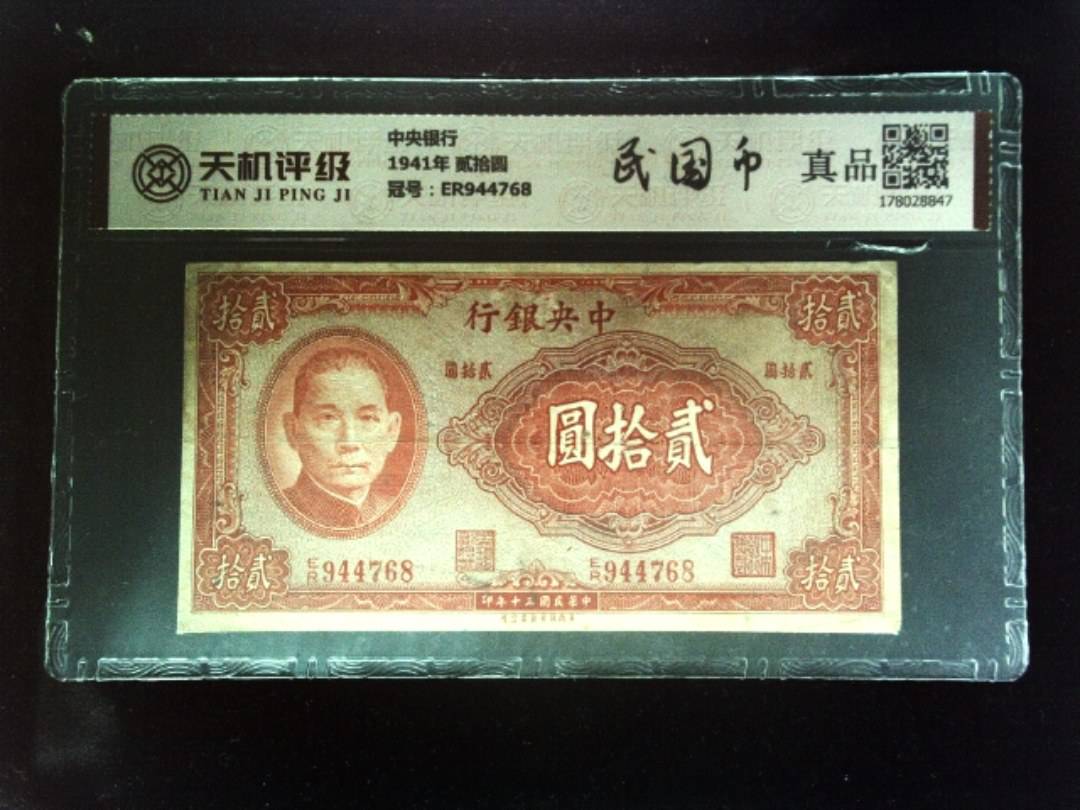 天机评级
TIAN JI PING JI
中央银行
1941年 贰拾圆
冠号：ER944768
民国币
真品
178028847
拾貳
行銀央中
拾貳
圓拾貳
圓拾貳
圓拾貳
拾貳
E/R 944768
E/R 944768
拾貳
印年十三國民華中